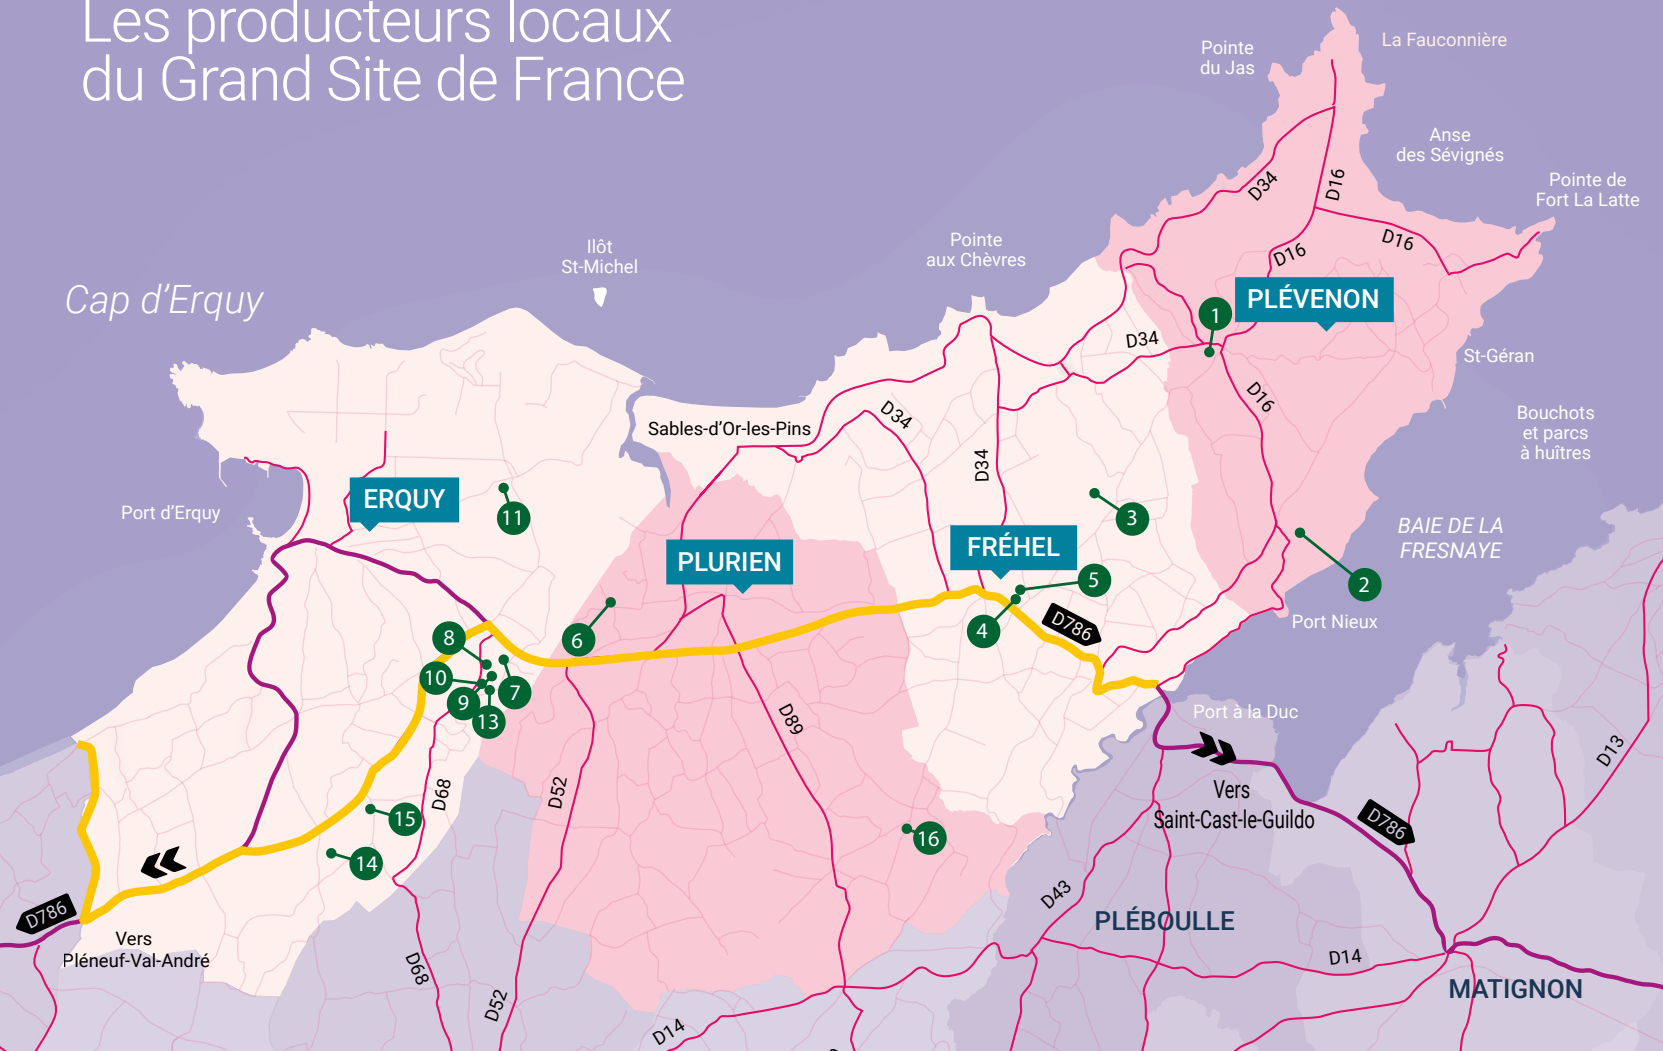 Les producteurs locaux
du Grand Site de France
La Fauconnière
Pointe
du Jas
Anse
des Sévignés
Pointe de
Fort La Latte
D34
D16
D16
D16
Pointe
aux Chèvres
Ilôt
St-Michel
Cap d'Erquy
PLÉVENON
1
D34
St-Géran
D16
Bouchots
et parcs
à huîtres
Sables-d'Or-les-Pins
D34
D34
ERQUY
Port d'Erquy
11
3
BAIE DE LA
FRESNAYE
PLURIEN
FRÉHEL
5
2
4
D786
Port Nieux
6
8
10
9
7
13
D89
Port à la Duc
D13
Vers
Saint-Cast-le-Guildo
D68
D52
15
14
16
D786
D786
D43
PLÉBOULLE
Vers
Pléneuf-Val-André
D68
D52
D14
MATIGNON
D14